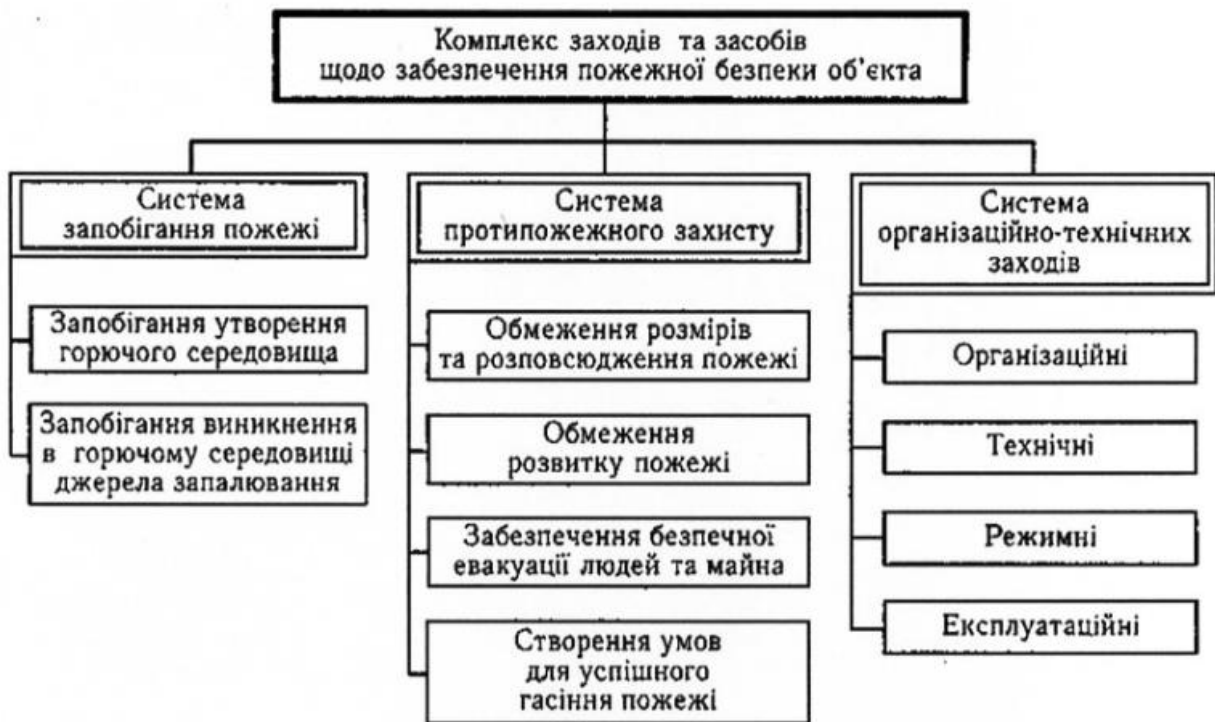 Комплекс заходів та засобів
щодо забезпечення пожежної безпеки об'єкта
Система
запобігання пожежі
Запобігання утворення
горючого середовища
Запобігання виникнення
в горючому середовищі
джерела запалювання
Система
протипожежного захисту
Обмеження розмірів
та розповсюдження пожежі
Обмеження
розвитку пожежі
Забезпечення безпечної
евакуації людей та майна
Створення умов
для успішного
гасіння пожежі
Система
організаційно-технічних
заходів
Організаційні
Технічні
Режимні
Експлуатаційні